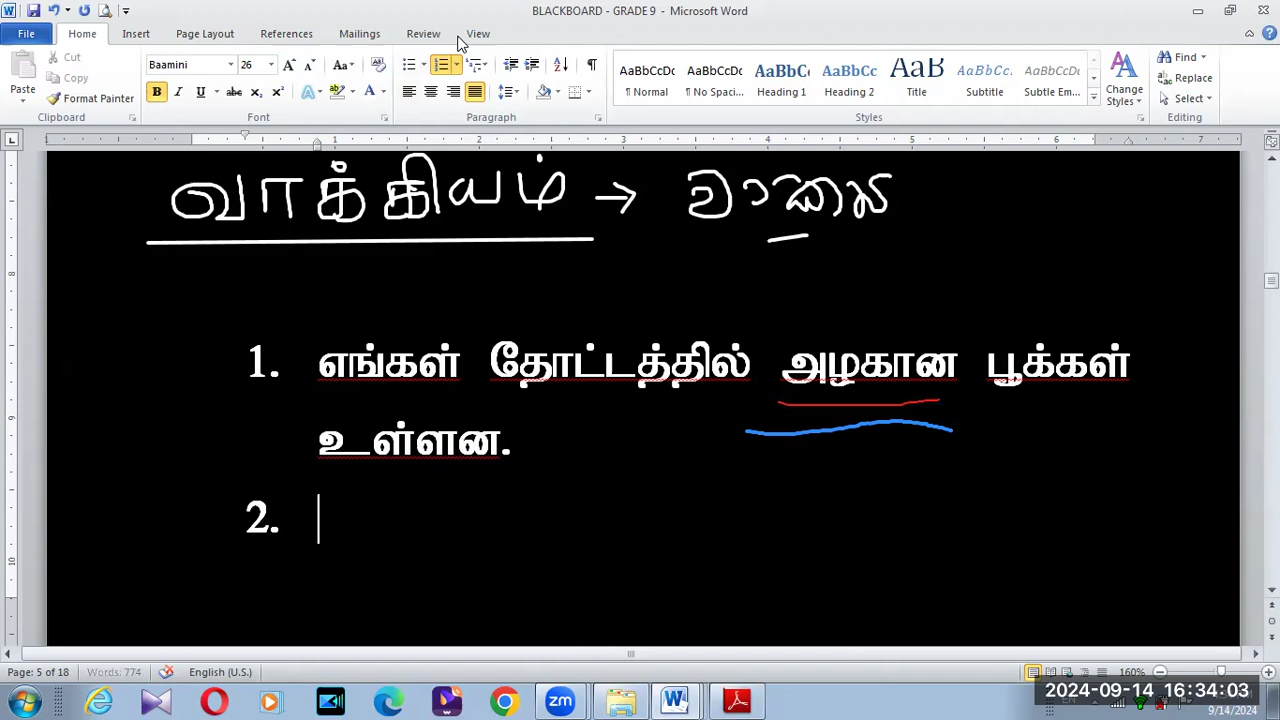 BLACKBOARD - GRADE 9 - Microsoft Word
File Home Insert Page Layout References Mailings Review View
Cut
Copy
Format Painter
Paste
Clipboard
Baamini 26
Font
Paragraph
AaBbCcDc AaBbCcDc AaBbCc AaBbCc AaB AaBbCc. AaBbCcDc
¶ Normal ¶ No Spaci... Heading 1 Heading 2 Title Subtitle Subtle Em...
Change Styles
Styles
Find
Replace
Select
Editing
வாக்கியம் →
1. எங்கள் தோட்டத்தில் அழகான பூக்கள்
உள்ளன.
2.
Page: 5 of 18 Words: 774 English (U.S.) 160%
2024-09-14 16:34:03
9/14/2024